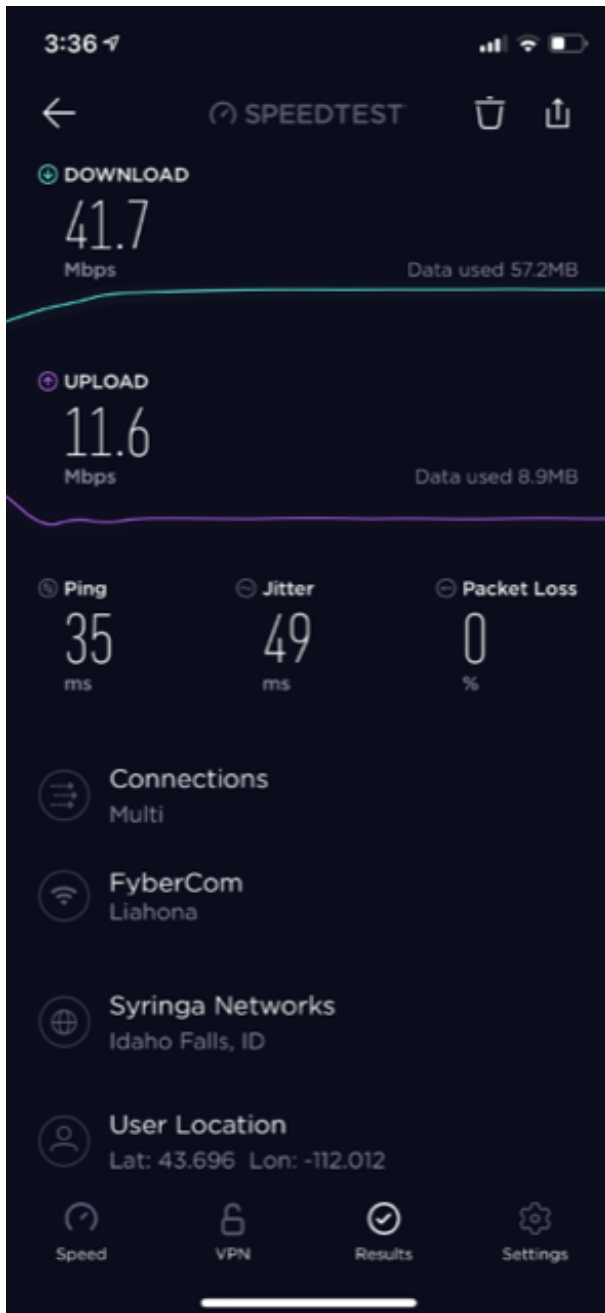 3:36
SPEEDTEST
DOWNLOAD
41.7
Mbps
Data used 57.2MB
UPLOAD
11.6
Mbps
Data used 8.9MB
Ping Jitter Packet Loss
35 49 0
ms ms %
Connections
Multi
FyberCom
Liahona
Syringa Networks
Idaho Falls, ID
User Location
Lat: 43.696 Lon: -112.012
Speed VPN Results Settings